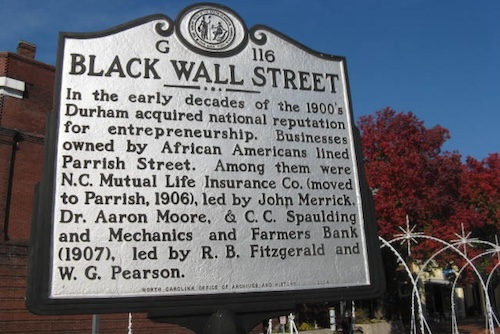 G 116
BLACK WALL STREET
In the early decades of the 1900's
Durham acquired national reputation
for entrepreneurship. Businesses
owned by African Americans lined
Parrish Street. Among them were
N.C. Mutual Life Insurance Co. (moved
to Parrish, 1906), led by John Merrick,
Dr. Aaron Moore, & C. C. Spaulding
and Mechanics and Farmers Bank
(1907), led by R. B. Fitzgerald and
W. G. Pearson.
NORTH CAROLINA OFFICE OF ARCHIVES AND HISTORY